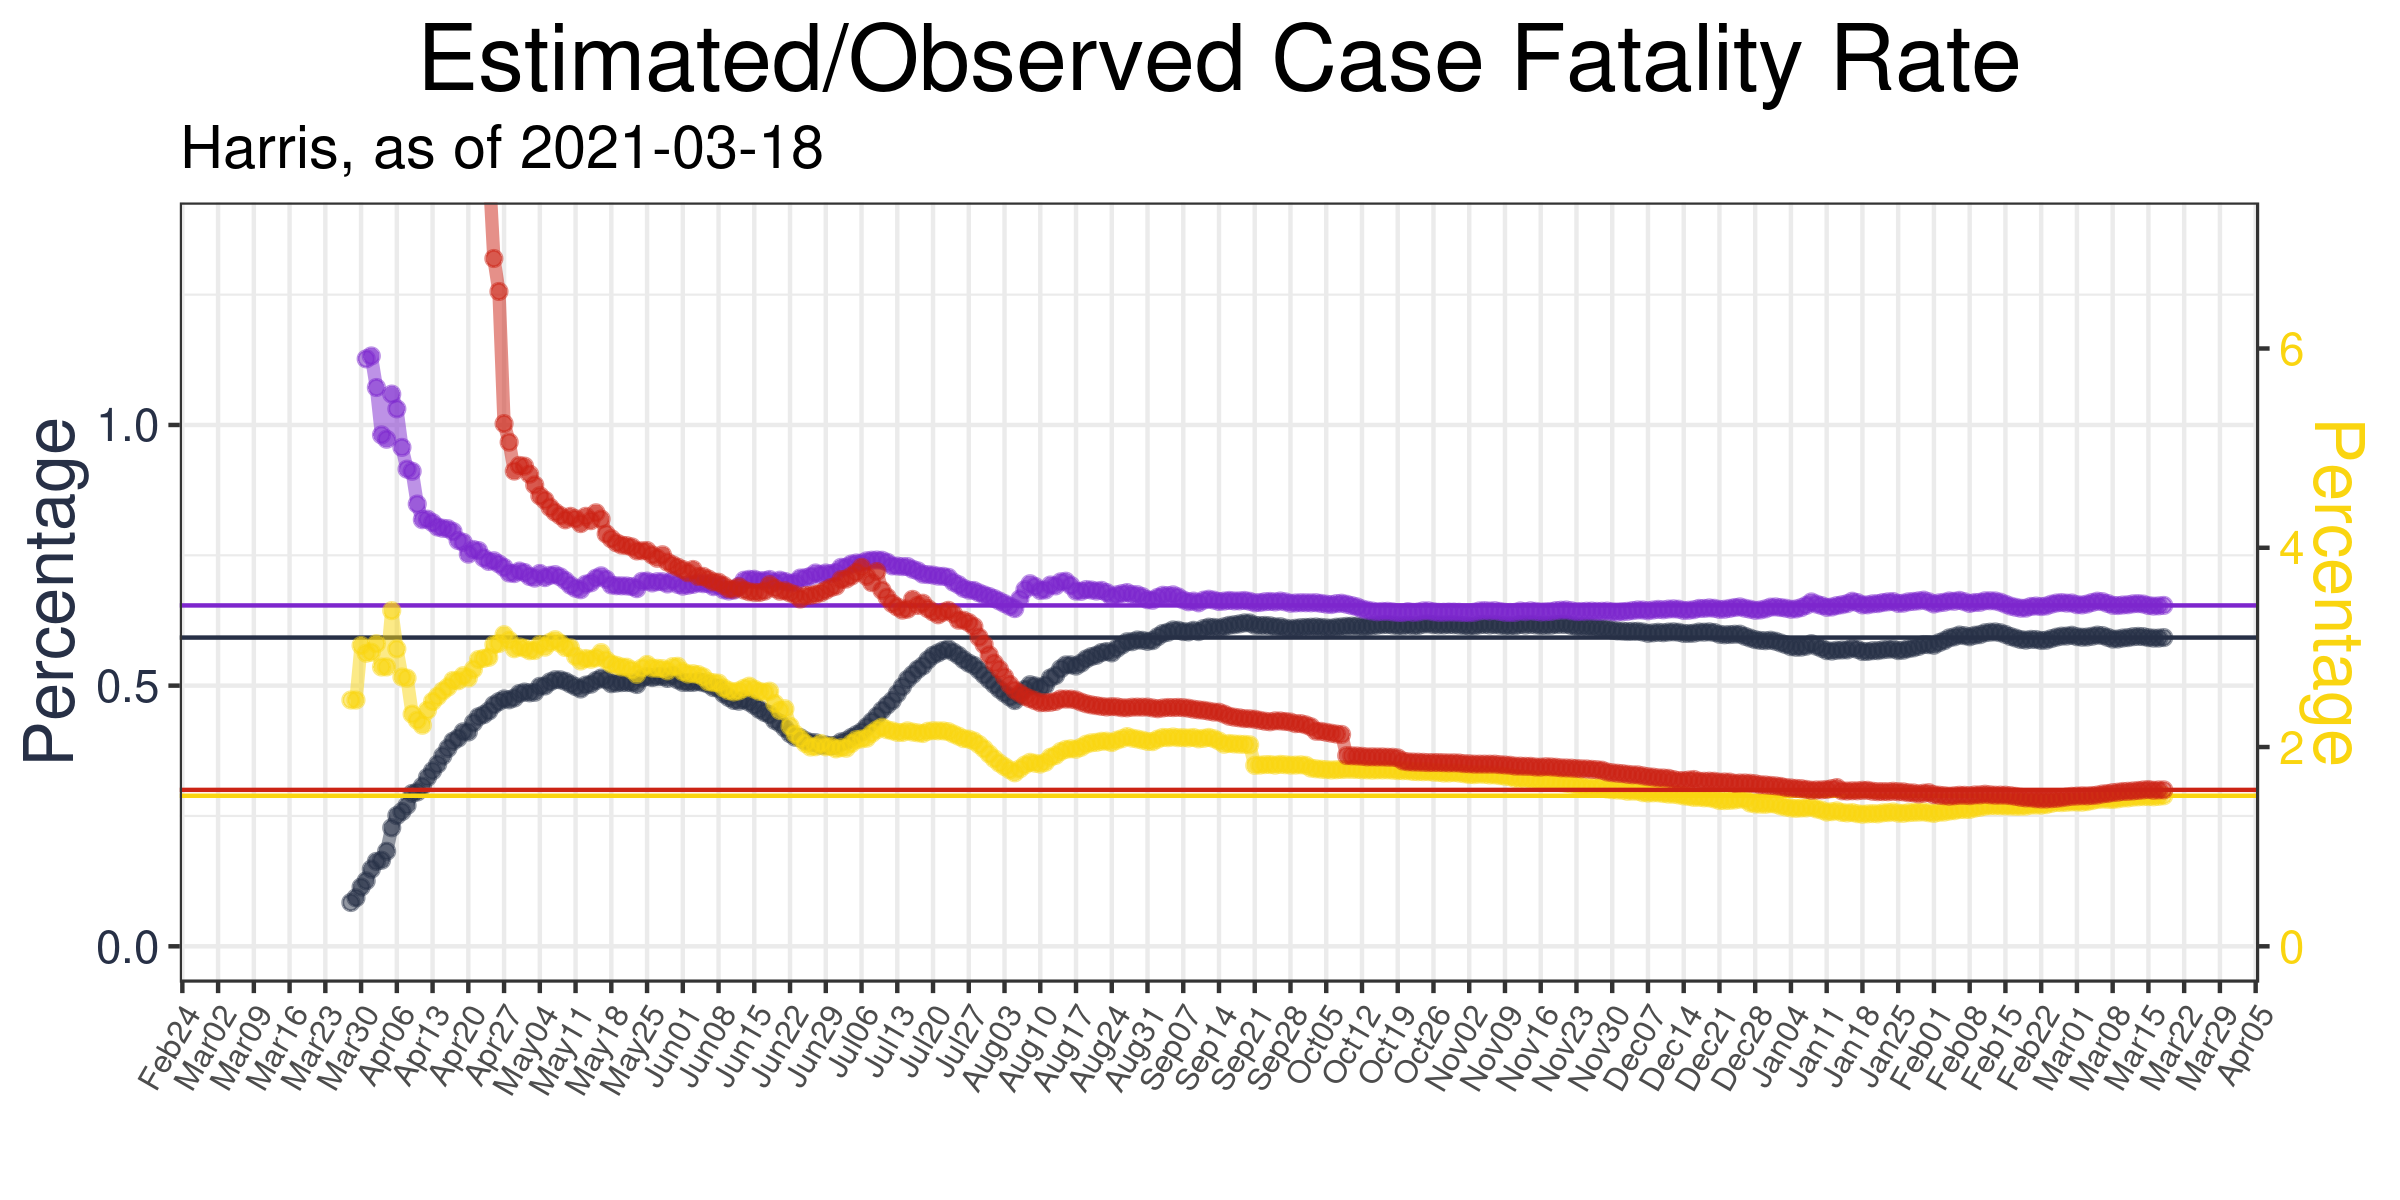 Estimated/Observed Case Fatality Rate
Harris, as of 2021-03-18
Percentage
1.0
0.5
0.0
6
4
2
0
Percentage
Feb24
Mar02
Mar09
Mar16
Mar23
Mar30
Apr06
Apr13
Apr20
Apr27
May04
May11
May18
May25
Jun01
Jun08
Jun15
Jun22
Jun29
Jul06
Jul13
Jul20
Jul27
Aug03
Aug10
Aug17
Aug24
Aug31
Sep07
Sep14
Sep21
Sep28
Oct05
Oct12
Oct19
Oct26
Nov02
Nov09
Nov16
Nov23
Nov30
Dec07
Dec14
Dec21
Dec28
Jan04
Jan11
Jan18
Jan25
Feb01
Feb08
Feb15
Feb22
Mar01
Mar08
Mar15
Mar22
Mar29
Apr05